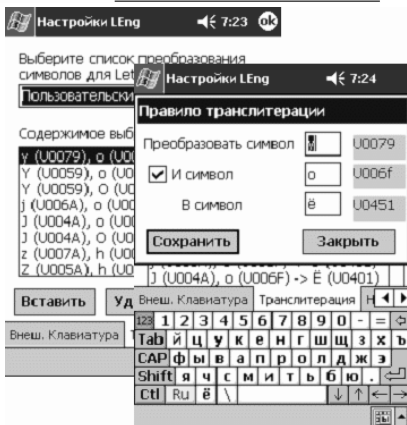 Настройки LEng 7:23 ok
Выберите список преобразования
символов для Let
Пользовательски
Содержимое выб
y (U0079), o (U00
Y (U0059), o (U00
Y (U0059), O (U0
j (U006A), o (U00
J (U004A), o (U00
J (U004A), O (U00
z (U007A), h (U00
Z (U005A), h (U00
Вставить Уд
Внеш. Клавиатура
Настройки LEng 7:24
Правило транслитерации
Преобразовать символ U0079
И символ o U006f
В символ ё U0451
Сохранить Закрыть
J (U004A), o (U006F) -> Ё (U0401)
Внеш. Клавиатура Транслитерация Н
123 1 2 3 4 5 6 7 8 9 0 - =
Tab й ц у к е н г ш щ з х ъ
CAP ф ы в а п р о л д ж э
Shift я ч с м и т ь б ю .
Ctl Ru ё \